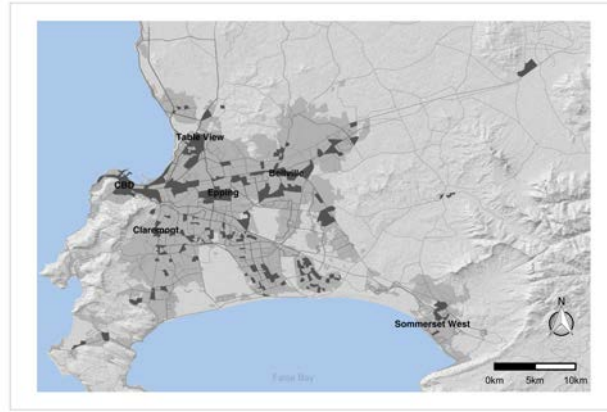 Table View
Bellville
CBD
Epping
Claremont
N
Sommerset West
0km 5km 10km
False Bay